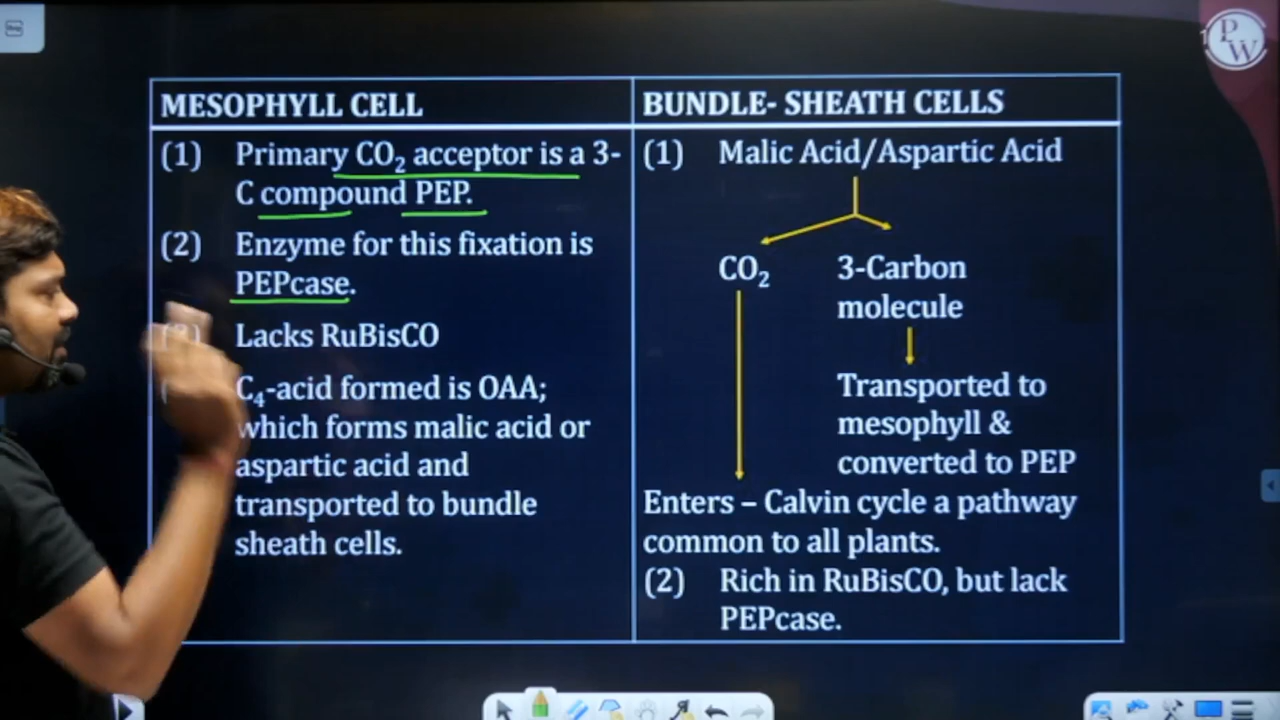 P
W
MESOPHYLL CELL
BUNDLE- SHEATH CELLS
(1) Primary CO₂ acceptor is a 3-
C compound PEP.
(2) Enzyme for this fixation is
PEPcase.
(3) Lacks RuBisCO
C₄-acid formed is OAA;
which forms malic acid or
aspartic acid and
transported to bundle
sheath cells.
(1) Malic Acid/Aspartic Acid
CO₂
3-Carbon
molecule
Transported to
mesophyll &
converted to PEP
Enters – Calvin cycle a pathway
common to all plants.
(2) Rich in RuBisCO, but lack
PEPcase.